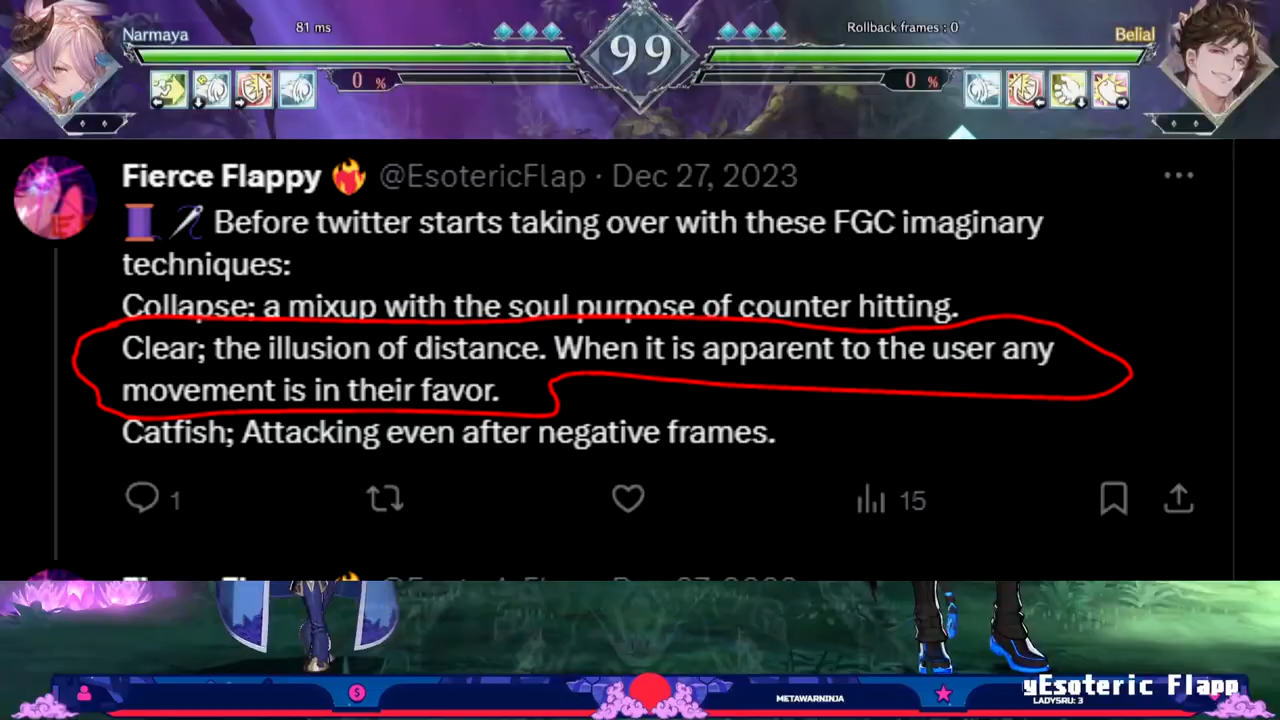 Narmaya
81 ms
99
Rollback frames : 0
Belial
0 %
0 %
Fierce Flappy @EsotericFlap · Dec 27, 2023
Before twitter starts taking over with these FGC imaginary
techniques:
Collapse; a mixup with the soul purpose of counter hitting.
Clear; the illusion of distance. When it is apparent to the user any
movement is in their favor.
Catfish; Attacking even after negative frames.
1
15
METAWARNINJA
yEsoteric Flapp
LADYSRU: 3